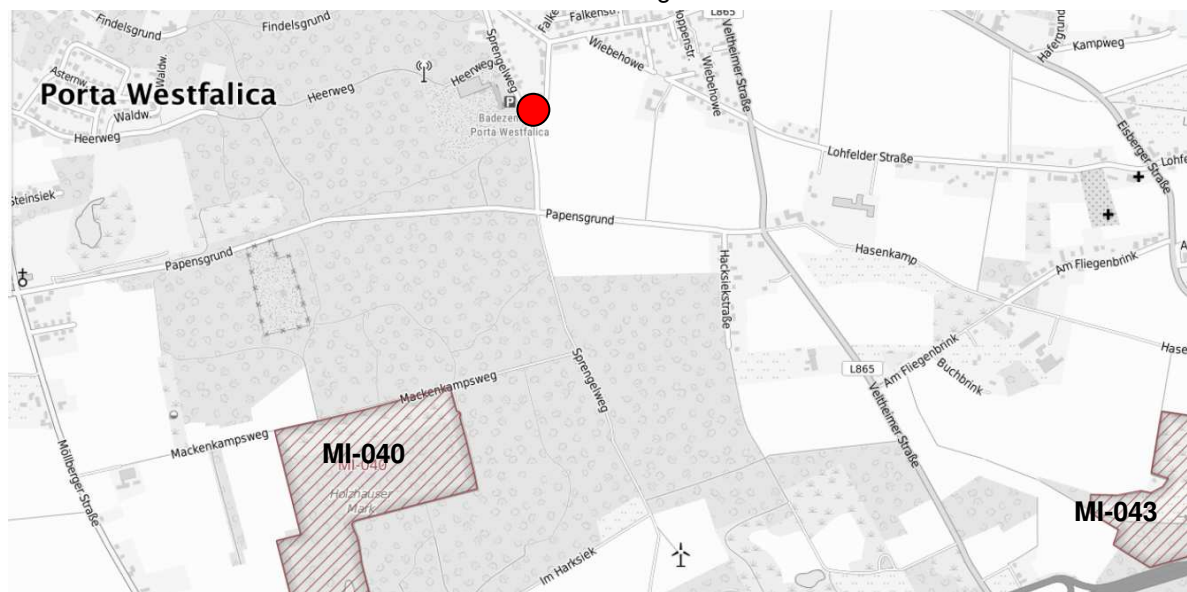 Findelsgrund
Findelsgrund
Falkenstr.
L865
Hafergrund
Kampweg
Sprengelweg
Wiebehowe
Wiebehowe
Veltheimer Straße
Asternw.
Waldw.
Porta Westfalica
Heerweg
Heerweg
P
Waldw.
Heerweg
Porta Westfalica
Eisberger Straße
Lohfelder Straße
Steinsiek
Papensgrund
Papensgrund
Hasenkamp
Am Fliegenbrink
Hacksiekstraße
Sprengelweg
L865
Am Fliegenbrink
Buchbrink
Mackenkampsweg
Mackenkampsweg
Möllberger Straße
Veltheimer Straße
MI-040
MI-040
Holzhauser
Mark
MI-043
Im Harksiek